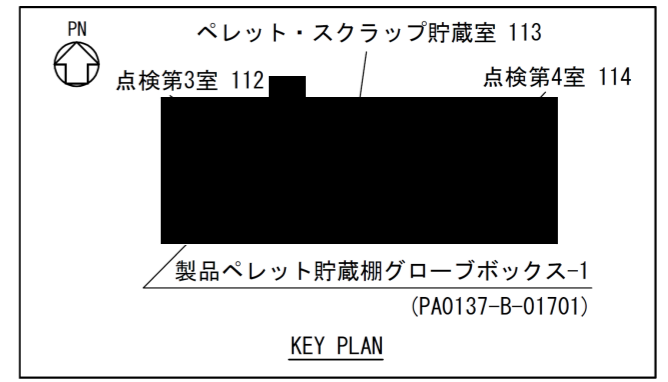 PN
ペレット・スクラップ貯蔵室 113
点検第3室 112
点検第4室 114
製品ペレット貯蔵棚グローブボックス-1
(PA0137-B-01701)
KEY PLAN